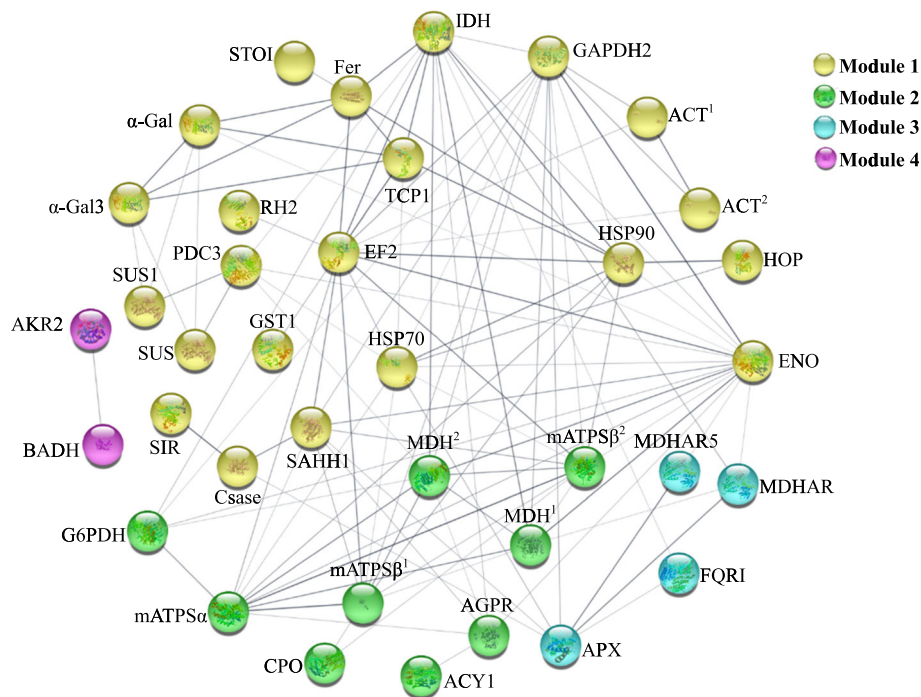 IDH
STOI
Fer
GAPDH2
Module 1
Module 2
Module 3
Module 4
α-Gal
ACT¹
TCP1
α-Gal3
RH2
ACT²
PDC3
EF2
HSP90
HOP
SUS1
AKR2
GST1
SUS
HSP70
ENO
BADH
SIR
SAHH1
MDH²
mATPSβ²
MDHAR5
MDHAR
Csase
G6PDH
MDH¹
mATPSβ¹
FQRI
mATPSα
AGPR
APX
CPO
ACY1